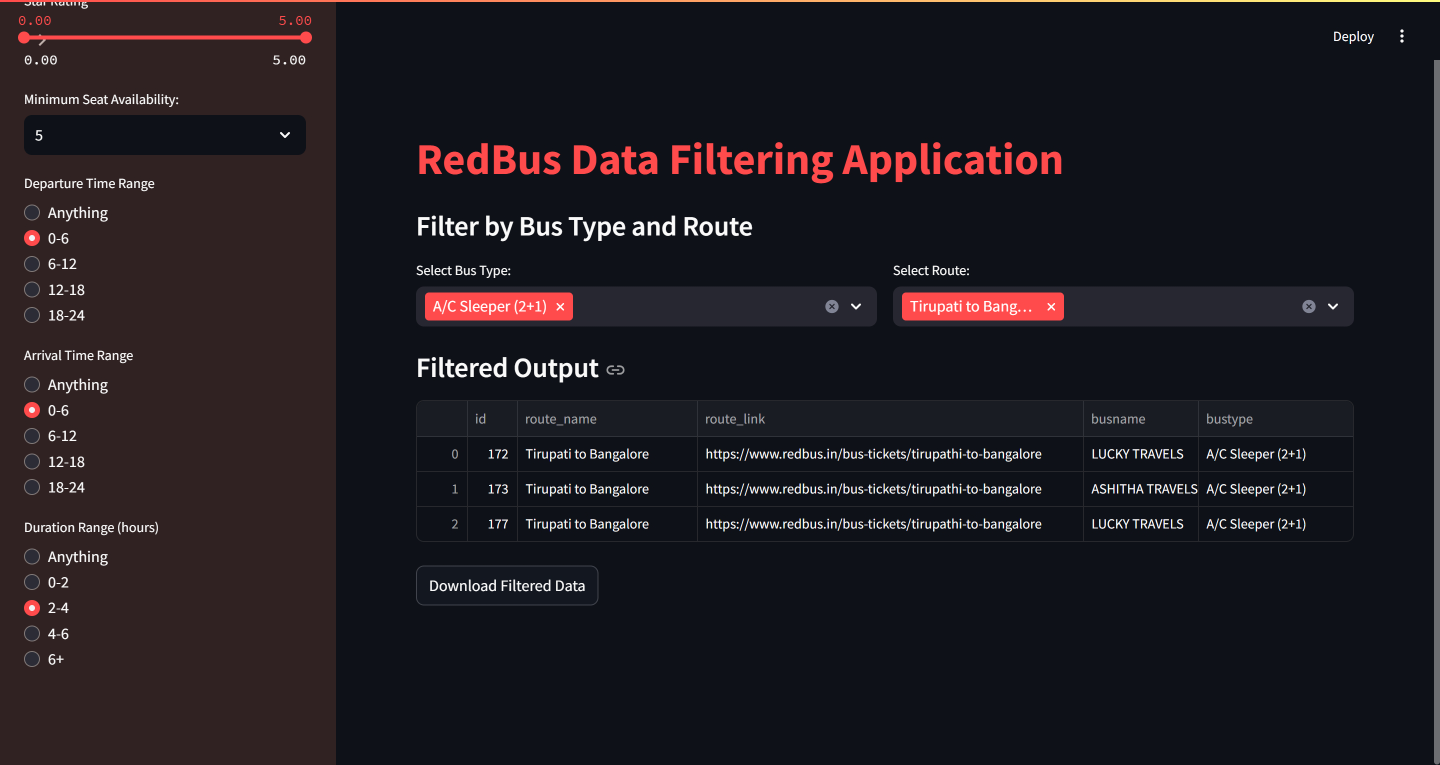 Star Rating
0.00 5.00
0.00 5.00
Minimum Seat Availability:
5
Departure Time Range
Anything
0-6
6-12
12-18
18-24
Arrival Time Range
Anything
0-6
6-12
12-18
18-24
Duration Range (hours)
Anything
0-2
2-4
4-6
6+
Deploy
RedBus Data Filtering Application
Filter by Bus Type and Route
Select Bus Type: Select Route:
A/C Sleeper (2+1) Tirupati to Bang...
Filtered Output
id route_name route_link busname bustype
0 172 Tirupati to Bangalore https://www.redbus.in/bus-tickets/tirupathi-to-bangalore LUCKY TRAVELS A/C Sleeper (2+1)
1 173 Tirupati to Bangalore https://www.redbus.in/bus-tickets/tirupathi-to-bangalore ASHITHA TRAVELS A/C Sleeper (2+1)
2 177 Tirupati to Bangalore https://www.redbus.in/bus-tickets/tirupathi-to-bangalore LUCKY TRAVELS A/C Sleeper (2+1)
Download Filtered Data